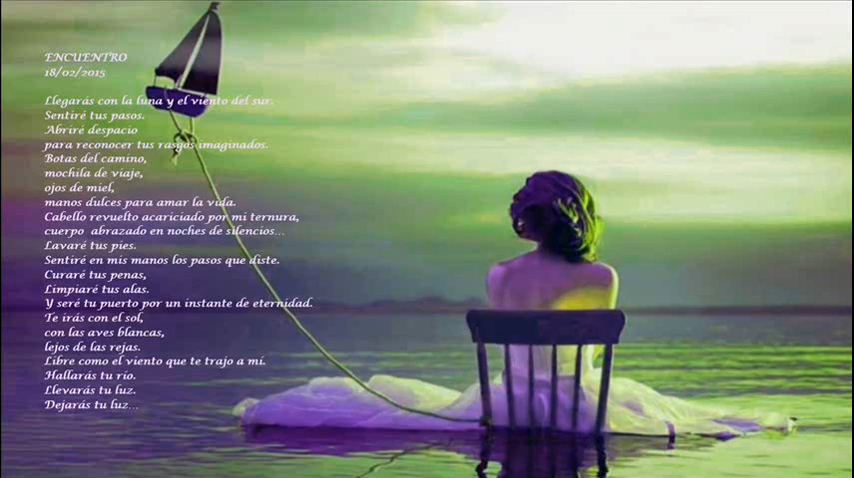 ENCUENTRO
18/02/2015
Llegarás con la luna y el viento del sur.
Sentiré tus pasos.
Abriré despacio
para reconocer tus rasgos imaginados.
Botas del camino,
mochila de viaje,
ojos de miel,
manos dulces para amar la vida.
Cabello revuelto acariciado por mi ternura,
cuerpo  abrazado en noches de silencios...
Lavaré tus pies.
Sentiré en mis manos los pasos que diste.
Curaré tus penas,
Limpiaré tus alas.
Y seré tu puerto por un instante de eternidad.
Te irás con el sol,
con las aves blancas,
lejos de las rejas.
Libre como el viento que te trajo a mí.
Hallarás tu río.
Llevarás tu luz.
Dejarás tu luz...